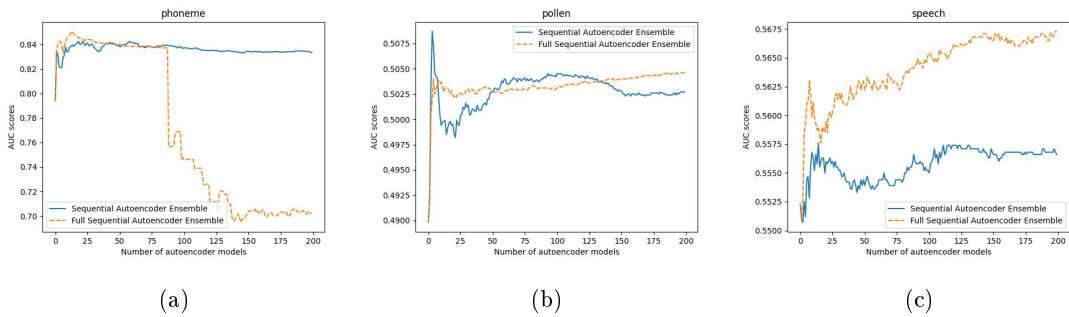 phoneme
AUC scores
0.84
0.82
0.80
0.78
0.76
0.74
0.72
0.70
Sequential Autoencoder Ensemble
Full Sequential Autoencoder Ensemble
0 25 50 75 100 125 150 175 200
Number of autoencoder models
(a)
pollen
AUC scores
0.5075
0.5050
0.5025
0.5000
0.4975
0.4950
0.4925
0.4900
Sequential Autoencoder Ensemble
Full Sequential Autoencoder Ensemble
0 25 50 75 100 125 150 175 200
Number of autoencoder models
(b)
speech
AUC scores
0.5675
0.5650
0.5625
0.5600
0.5575
0.5550
0.5525
0.5500
Sequential Autoencoder Ensemble
Full Sequential Autoencoder Ensemble
0 25 50 75 100 125 150 175 200
Number of autoencoder models
(c)